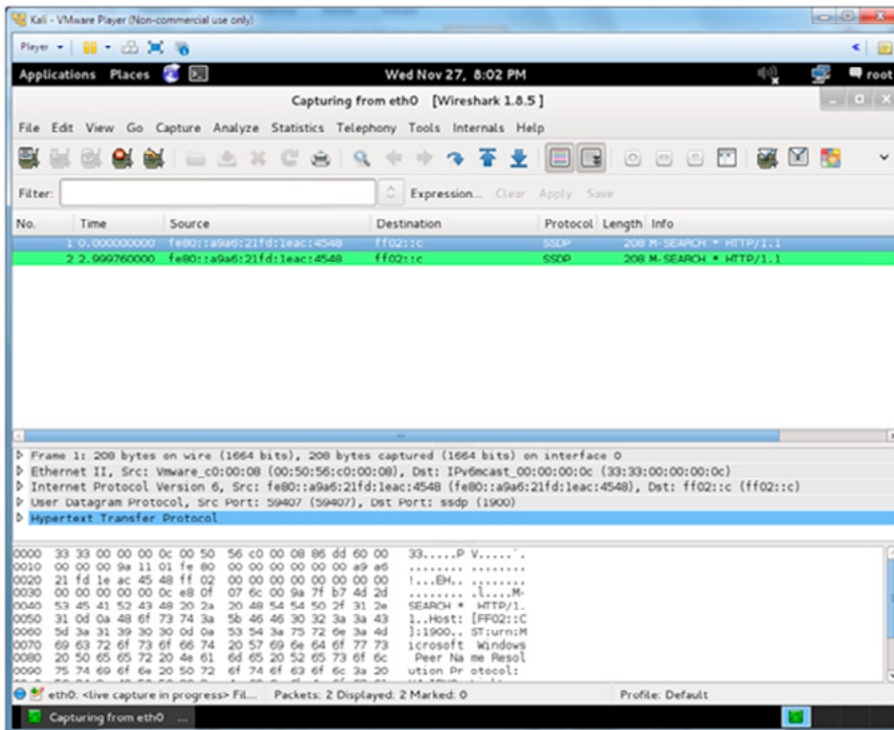 Kali - VMware Player (Non-commercial use only)
Player
Applications Places Wed Nov 27, 8:02 PM root
Capturing from eth0 [Wireshark 1.8.5 ]
File Edit View Go Capture Analyze Statistics Telephony Tools Internals Help
Filter: Expression... Clear Apply Save
No. Time Source Destination Protocol Length Info
1 0.000000000 fe80::a9a6:21fd:1eac:4548 ff02::c SSDP 208 M-SEARCH * HTTP/1.1
2 2.999760000 fe80::a9a6:21fd:1eac:4548 ff02::c SSDP 208 M-SEARCH * HTTP/1.1
Frame 1: 208 bytes on wire (1664 bits), 208 bytes captured (1664 bits) on interface 0
Ethernet II, Src: Vmware_c0:00:08 (00:50:56:c0:00:08), Dst: IPv6mcast_00:00:00:0c (33:33:00:00:00:0c)
Internet Protocol Version 6, Src: fe80::a9a6:21fd:1eac:4548 (fe80::a9a6:21fd:1eac:4548), Dst: ff02::c (ff02::c)
User Datagram Protocol, Src Port: 59407 (59407), Dst Port: ssdp (1900)
Hypertext Transfer Protocol
0000 33 33 00 00 00 0c 00 50 56 c0 00 08 86 dd 60 00 33.....P V.....`.
0010 00 00 00 9a 11 01 fe 80 00 00 00 00 00 00 a9 a6 ........ ........
0020 21 fd 1e ac 45 48 ff 02 00 00 00 00 00 00 00 00 !...EH.. ........
0030 00 00 00 00 00 0c e8 0f 07 6c 00 9a 7f b7 4d 2d ........ .l....M-
0040 53 45 41 52 43 48 20 2a 20 48 54 54 50 2f 31 2e SEARCH * HTTP/1.
0050 31 0d 0a 48 6f 73 74 3a 5b 46 46 30 32 3a 3a 43 1..Host: [FF02::C
0060 5d 3a 31 39 30 30 0d 0a 53 54 3a 75 72 6e 3a 4d ]:1900.. ST:urn:M
0070 69 63 72 6f 73 6f 66 74 20 57 69 6e 64 6f 77 73 icrosoft Windows
0080 20 50 65 65 72 20 4e 61 6d 65 20 52 65 73 6f 6c Peer Na me Resol
0090 75 74 69 6f 6e 20 50 72 6f 74 6f 63 6f 6c 3a 20 ution Pr otocol:
eth0: <live capture in progress> Fil... Packets: 2 Displayed: 2 Marked: 0 Profile: Default
Capturing from eth0 ...